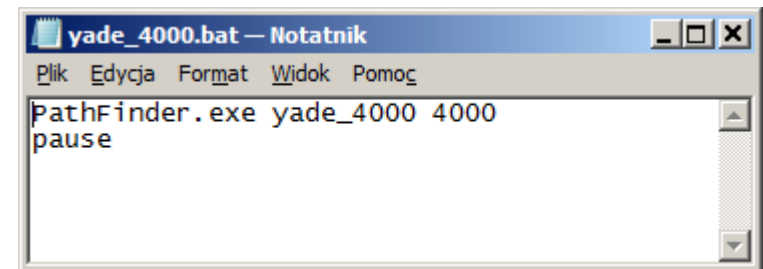 yade_4000.bat — Notatnik
Plik Edycja Format Widok Pomoc
PathFinder.exe yade_4000 4000
pause